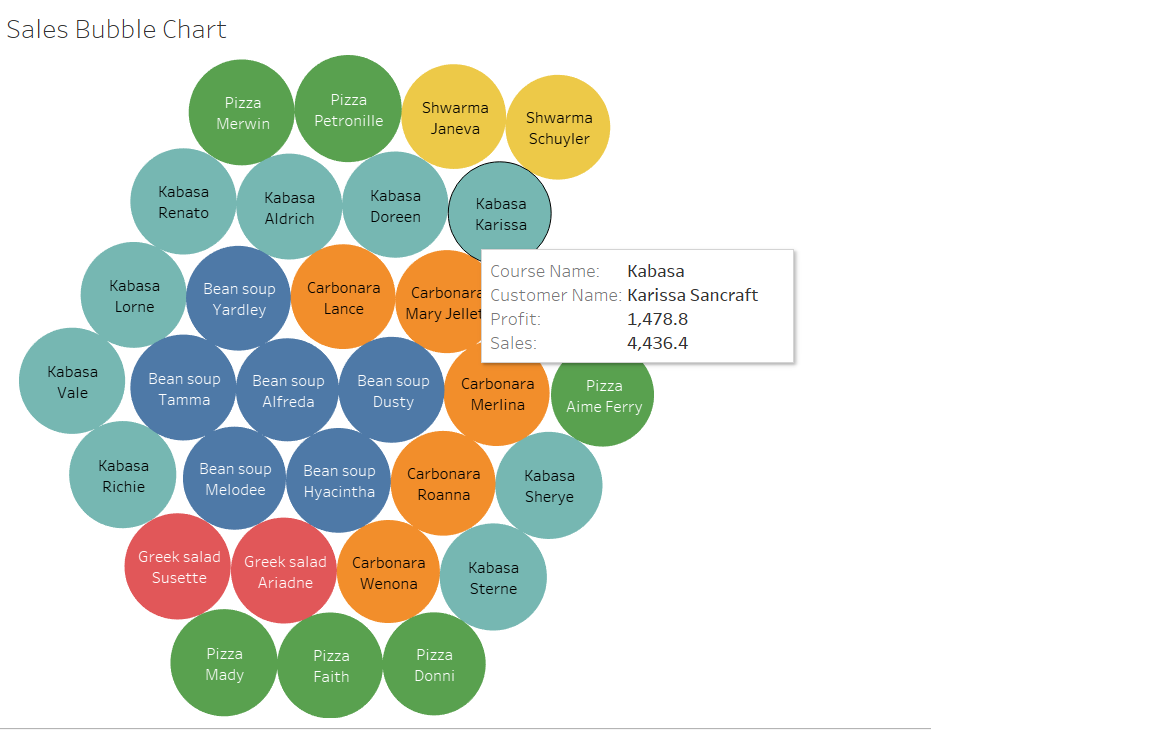 Sales Bubble Chart
Pizza
Merwin
Pizza
Petronille
Shwarma
Janeva
Shwarma
Schuyler
Kabasa
Renato
Kabasa
Aldrich
Kabasa
Doreen
Kabasa
Karissa
Kabasa
Lorne
Bean soup
Yardley
Carbonara
Lance
Carbonara
Mary Jellet
Course Name: Kabasa
Customer Name: Karissa Sancraft
Profit: 1,478.8
Sales: 4,436.4
Kabasa
Vale
Bean soup
Tamma
Bean soup
Alfreda
Bean soup
Dusty
Carbonara
Merlina
Pizza
Aime Ferry
Kabasa
Richie
Bean soup
Melodee
Bean soup
Hyacintha
Carbonara
Roanna
Kabasa
Sherye
Greek salad
Susette
Greek salad
Ariadne
Carbonara
Wenona
Kabasa
Sterne
Pizza
Mady
Pizza
Faith
Pizza
Donni